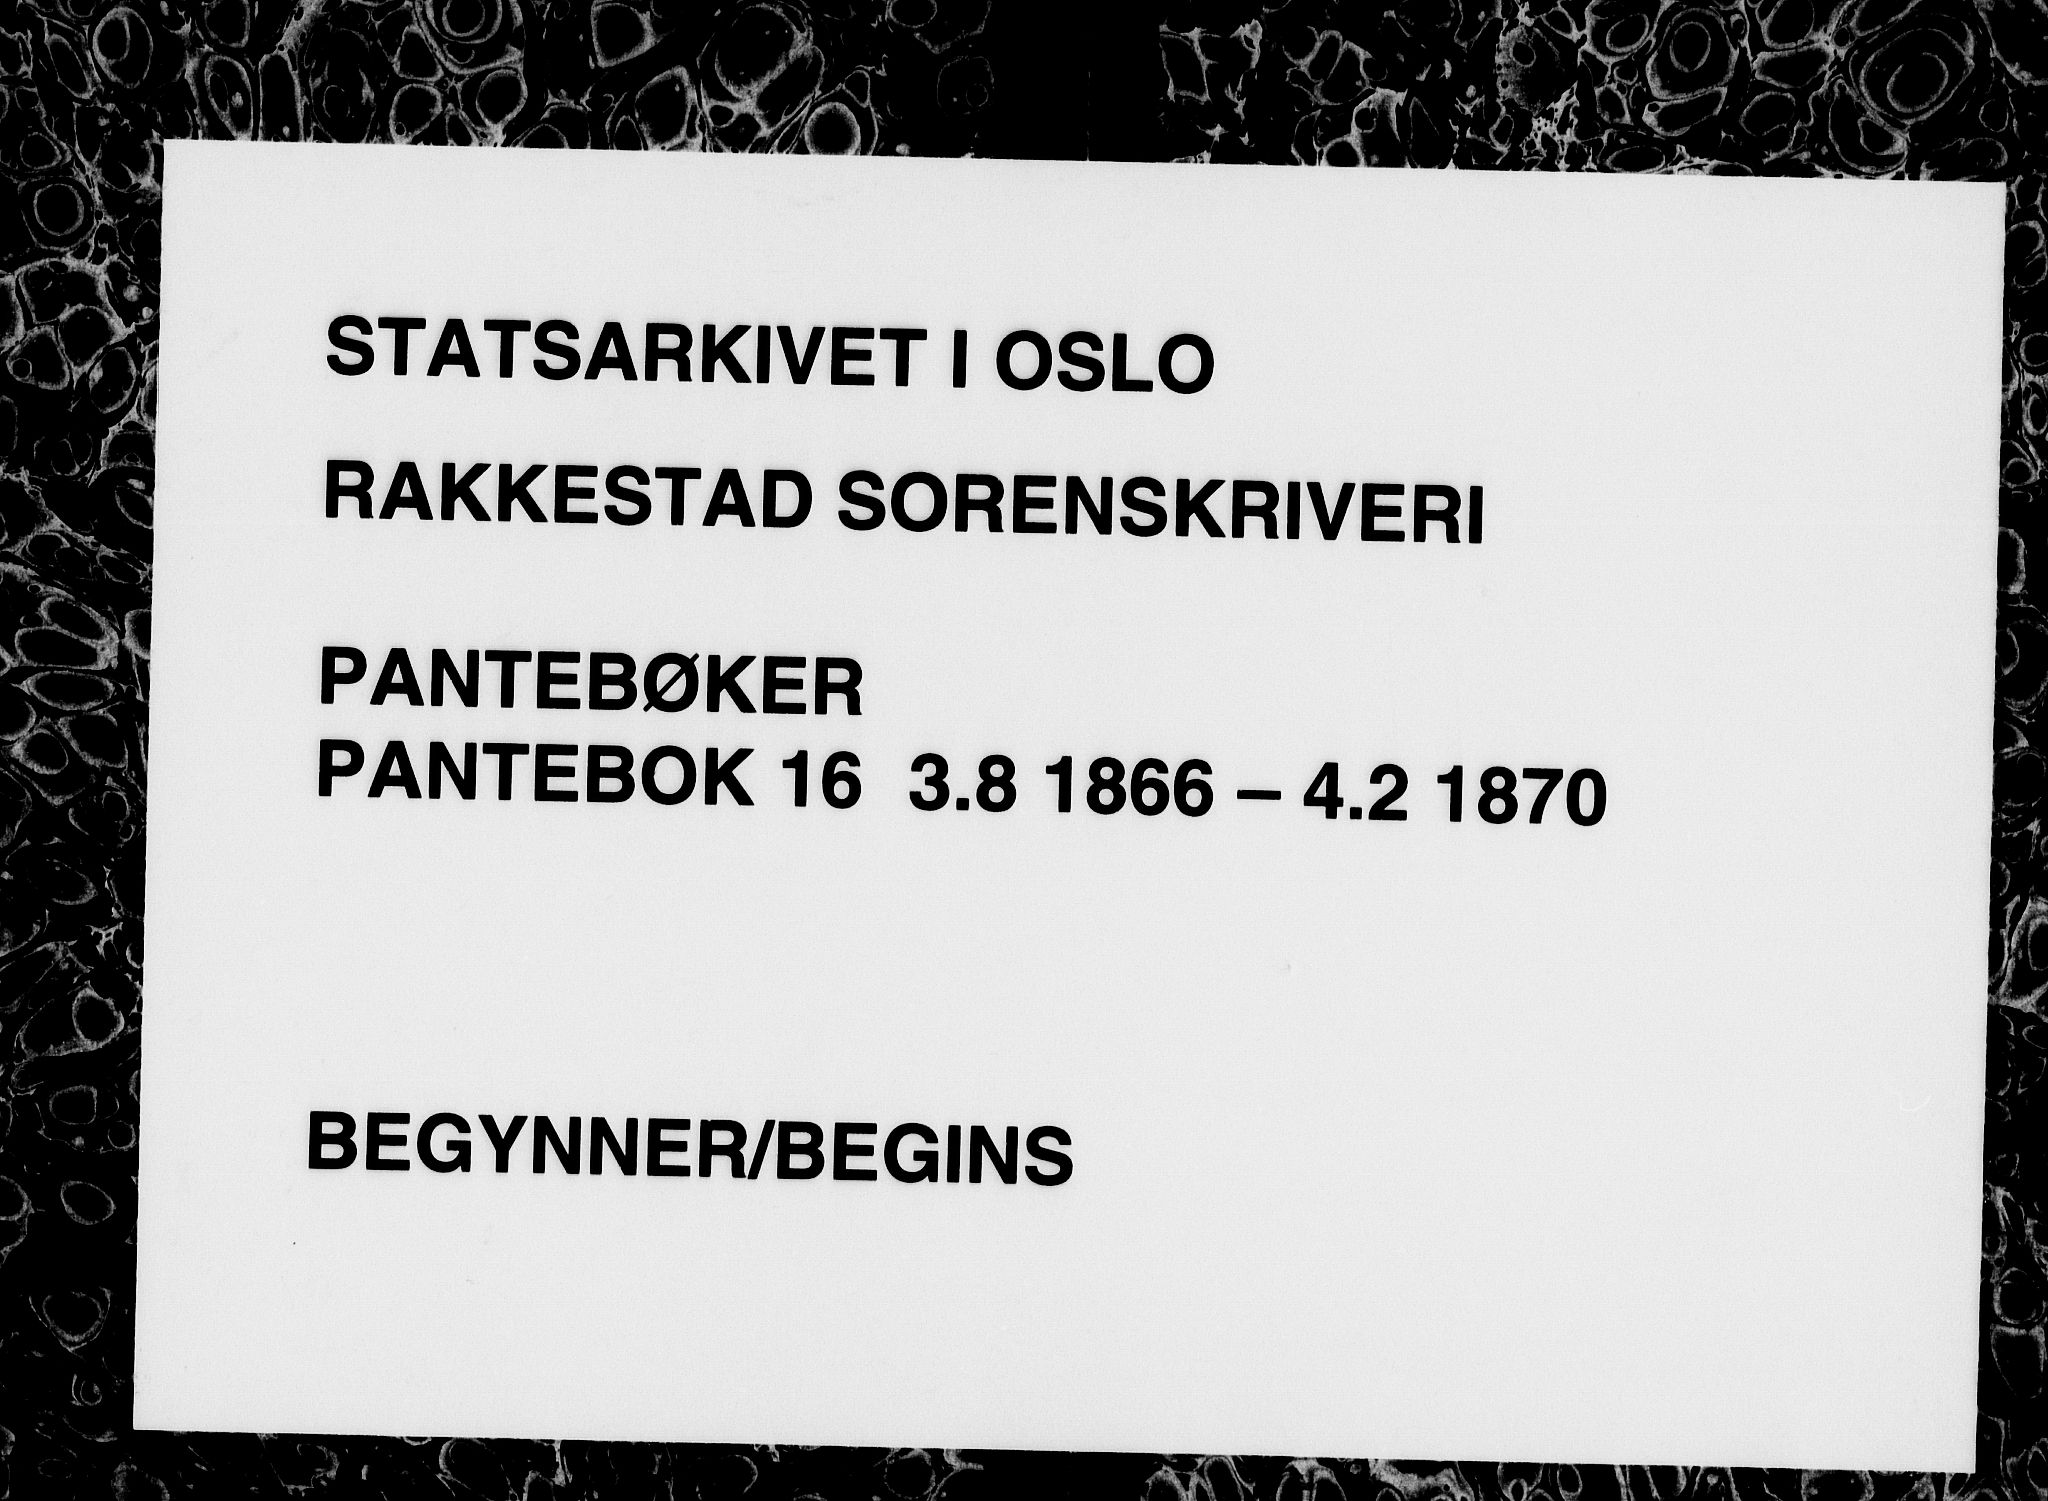 STATSARKIVET I OSLO
RAKKESTAD SORENSKRIVERI
PANTEBØKER
PANTEBOK 16 3.8 1866 – 4.2 1870
BEGYNNER/BEGINS